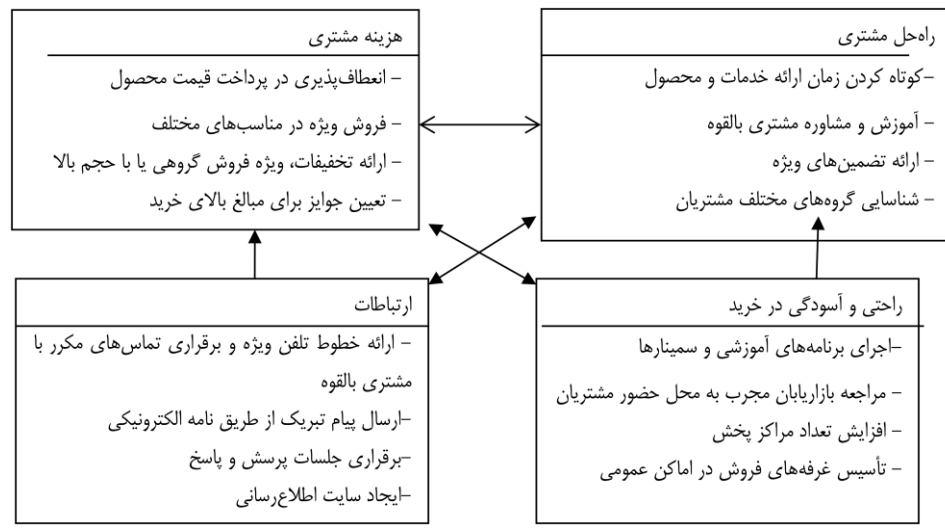 راه‌حل مشتری
–کوتاه کردن زمان ارائه خدمات و محصول
– آموزش و مشاوره مشتری بالقوه
– ارائه تضمین‌های ویژه
– شناسایی گروه‌های مختلف مشتریان
هزینه مشتری
– انعطاف‌پذیری در پرداخت قیمت محصول
– فروش ویژه در مناسب‌های مختلف
– ارائه تخفیفات، ویژه فروش گروهی یا با حجم بالا
– تعیین جوایز برای مبالغ بالای خرید
راحتی و آسودگی در خرید
–اجرای برنامه‌های آموزشی و سمینارها
– مراجعه بازاریابان مجرب به محل حضور مشتریان
– افزایش تعداد مراکز پخش
– تأسیس غرفه‌های فروش در اماکن عمومی
ارتباطات
– ارائه خطوط تلفن ویژه و برقراری تماس‌های مکرر با
مشتری بالقوه
–ارسال پیام تبریک از طریق نامه الکترونیکی
–برقراری جلسات پرسش و پاسخ
–ایجاد سایت اطلاع‌رسانی